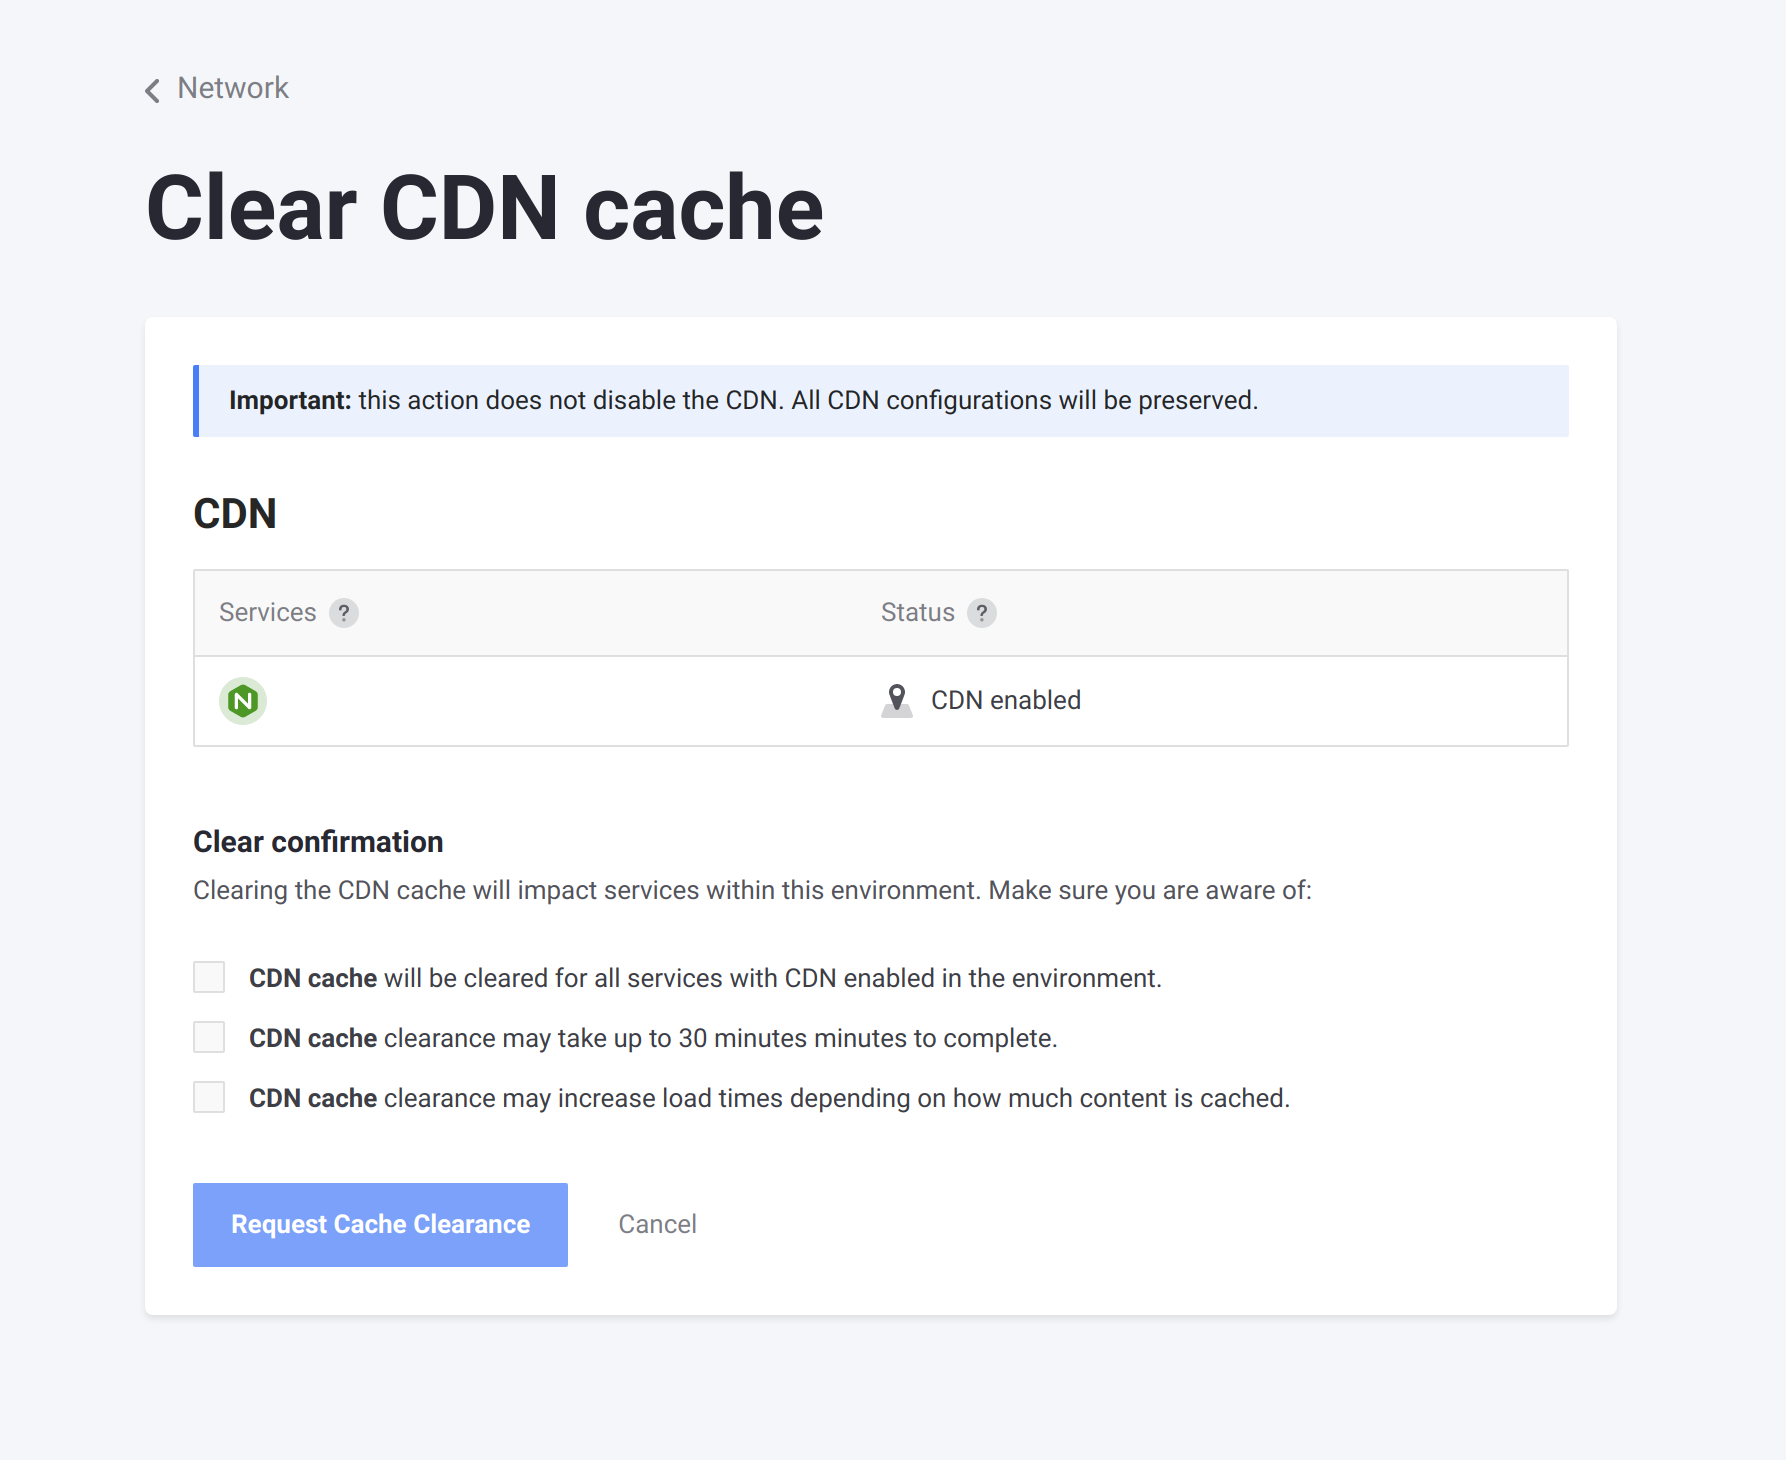 Network
Clear CDN cache
Important: this action does not disable the CDN. All CDN configurations will be preserved.
CDN
Services ?
Status ?
N
CDN enabled
Clear confirmation
Clearing the CDN cache will impact services within this environment. Make sure you are aware of:
CDN cache will be cleared for all services with CDN enabled in the environment.
CDN cache clearance may take up to 30 minutes minutes to complete.
CDN cache clearance may increase load times depending on how much content is cached.
Request Cache Clearance
Cancel